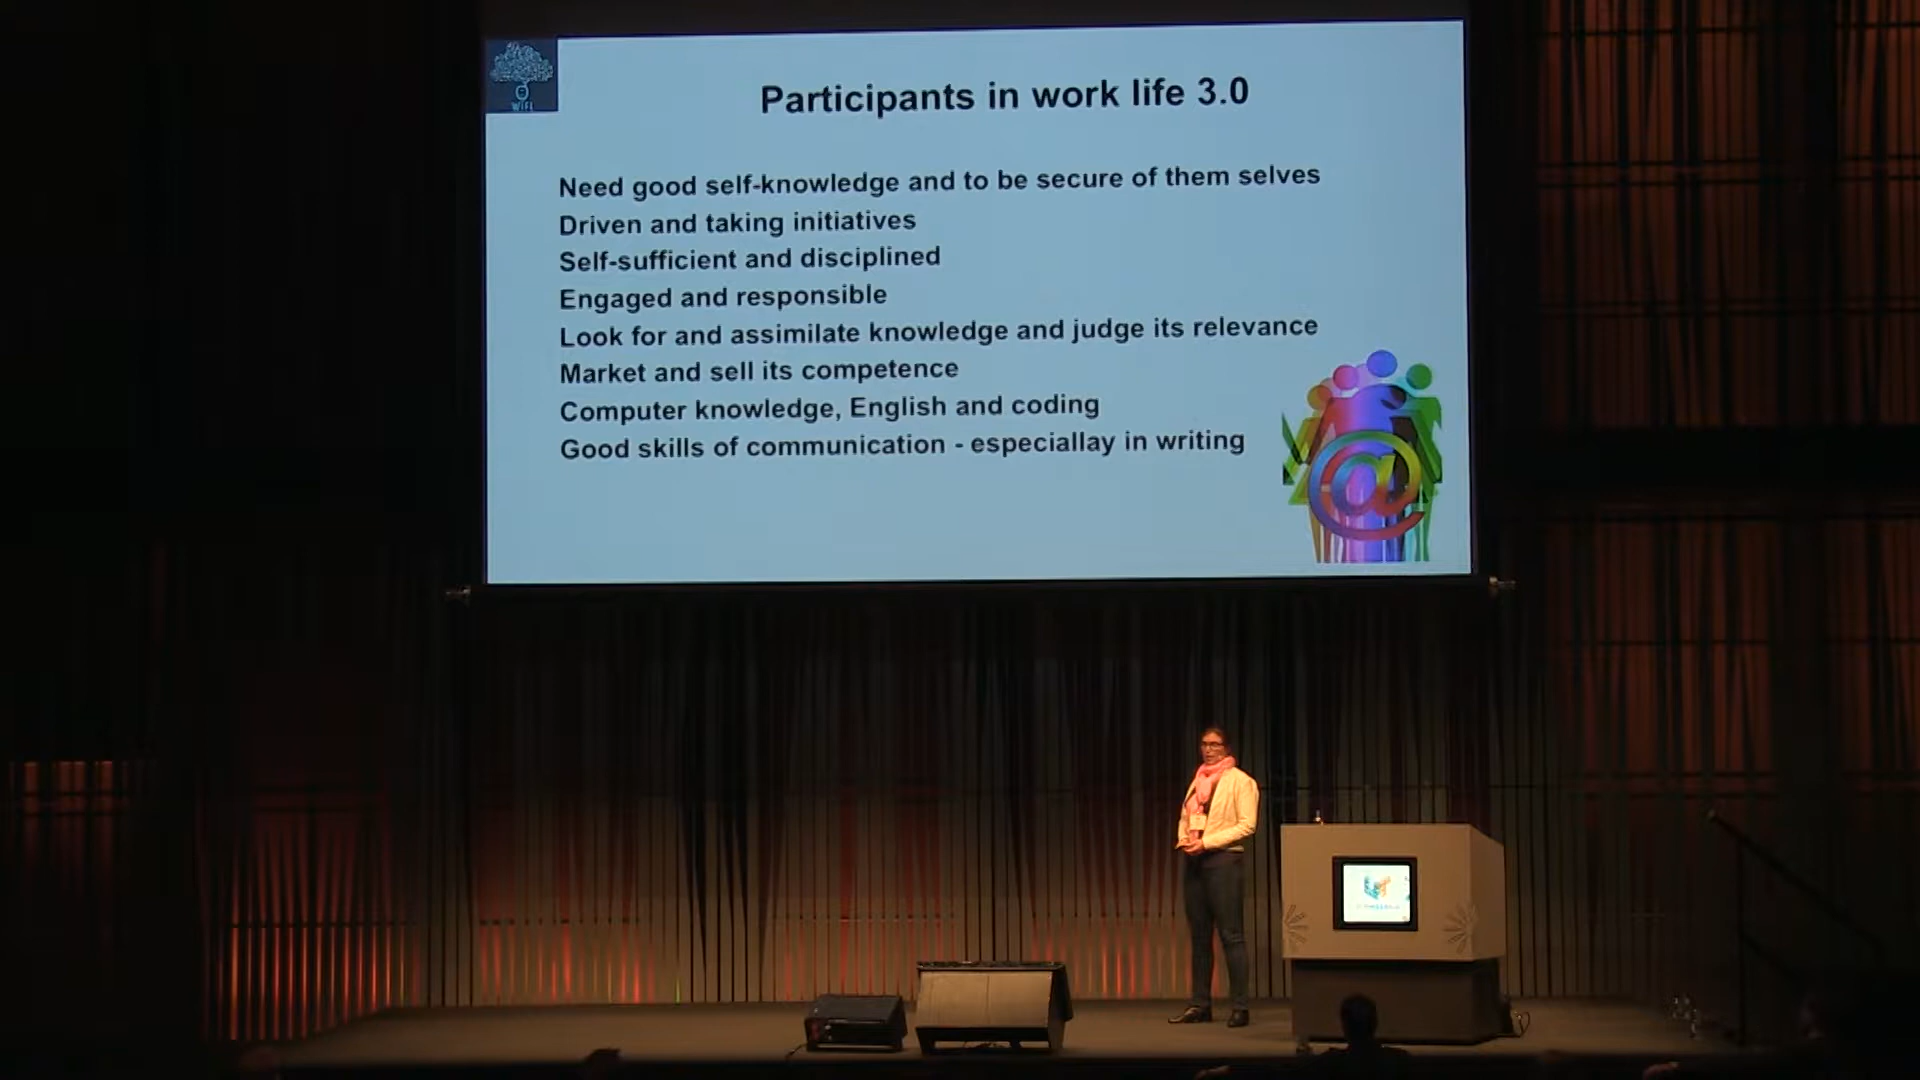 WIFI
Participants in work life 3.0
Need good self-knowledge and to be secure of them selves
Driven and taking initiatives
Self-sufficient and disciplined
Engaged and responsible
Look for and assimilate knowledge and judge its relevance
Market and sell its competence
Computer knowledge, English and coding
Good skills of communication - especiallay in writing
@